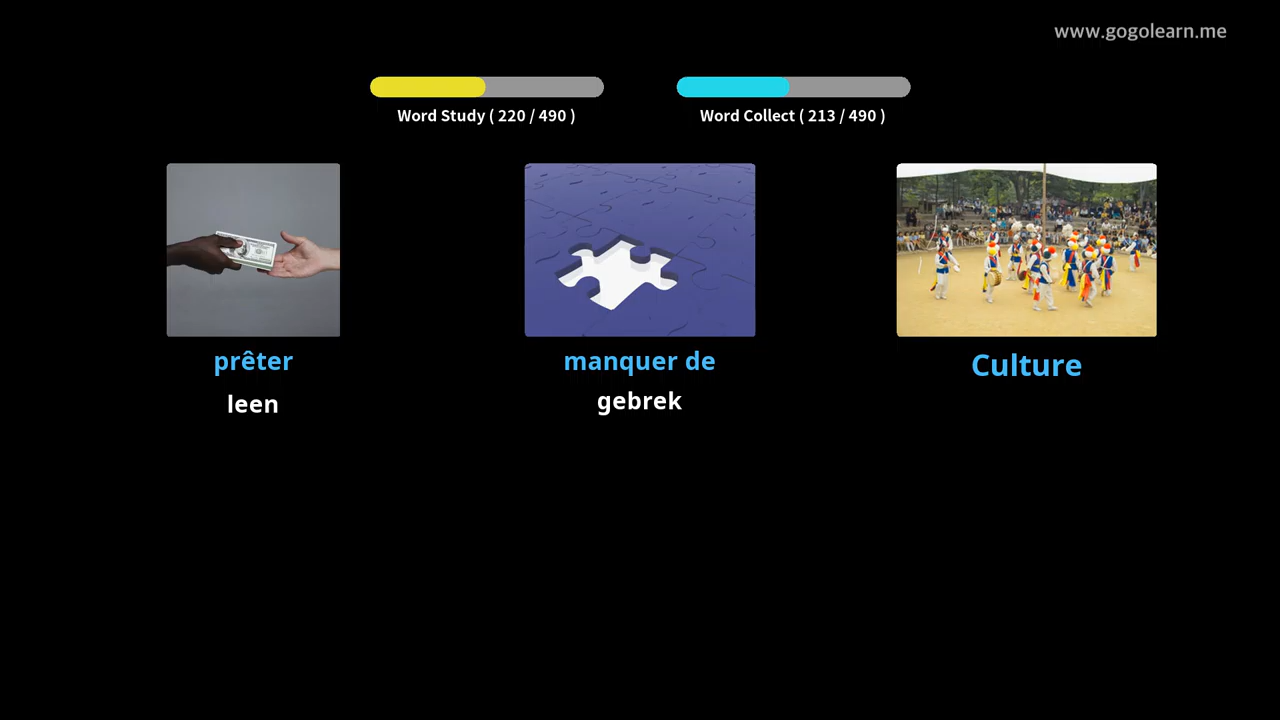 www.gogolearn.me
Word Study ( 220 / 490 )
Word Collect ( 213 / 490 )
prêter
manquer de
Culture
leen
gebrek